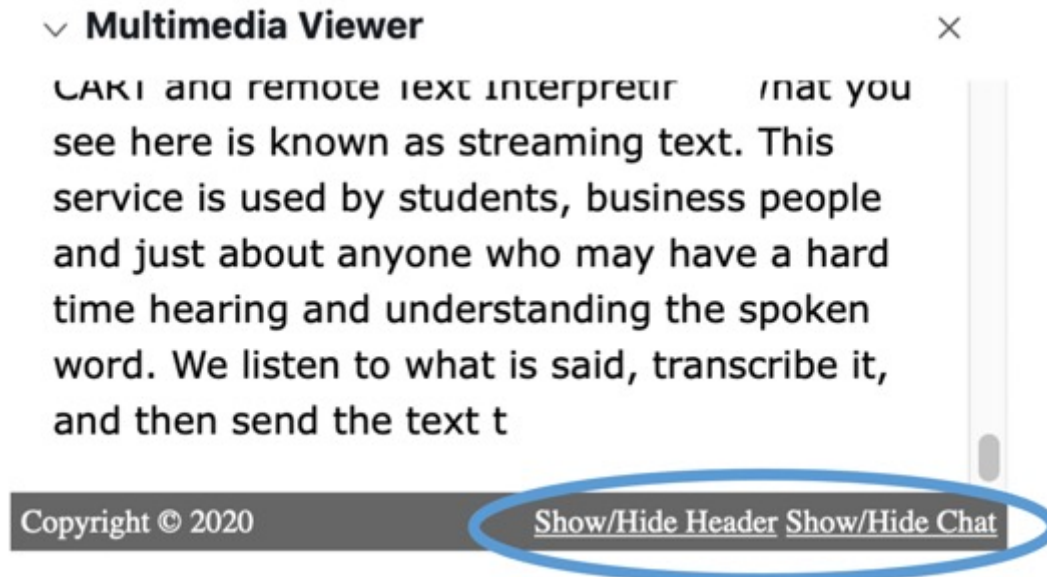 Multimedia Viewer
CART and remote Text Interpretir hat you
see here is known as streaming text. This
service is used by students, business people
and just about anyone who may have a hard
time hearing and understanding the spoken
word. We listen to what is said, transcribe it,
and then send the text t
Copyright © 2020 Show/Hide Header Show/Hide Chat